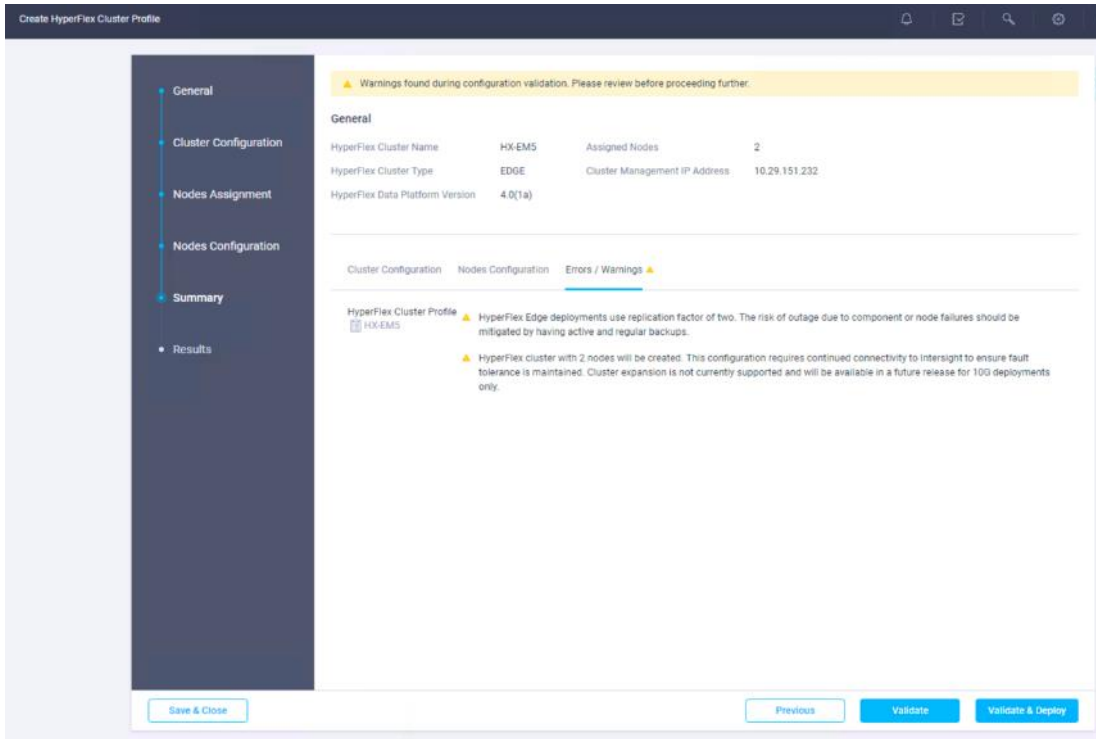 Create HyperFlex Cluster Profile
General
Cluster Configuration
Nodes Assignment
Nodes Configuration
Summary
Results
Warnings found during configuration validation. Please review before proceeding further.
General
HyperFlex Cluster Name HX-EM5 Assigned Nodes 2
HyperFlex Cluster Type EDGE Cluster Management IP Address 10.29.151.232
HyperFlex Data Platform Version 4.0(1a)
Cluster Configuration Nodes Configuration Errors / Warnings
HyperFlex Cluster Profile
HX-EM5
HyperFlex Edge deployments use replication factor of two. The risk of outage due to component or node failures should be
mitigated by having active and regular backups.
HyperFlex cluster with 2 nodes will be created. This configuration requires continued connectivity to Intersight to ensure fault
tolerance is maintained. Cluster expansion is not currently supported and will be available in a future release for 10G deployments
only.
Save & Close Previous Validate Validate & Deploy